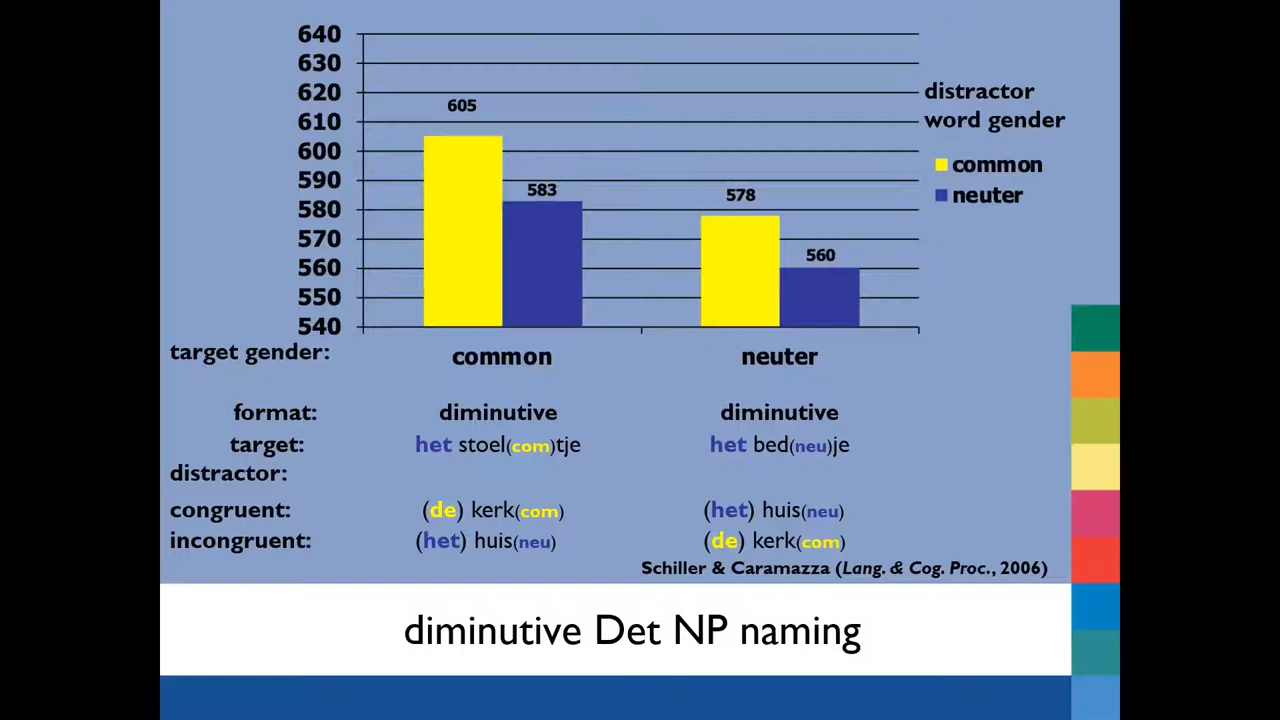 640
630
620
610
600
590
580
570
560
550
540
605
583
578
560
distractor
word gender
common
neuter
target gender: common neuter
format: diminutive diminutive
target: het stoel(com)tje het bed(neu)je
distractor:
congruent: (de) kerk(com) (het) huis(neu)
incongruent: (het) huis(neu) (de) kerk(com)
Schiller & Caramazza (Lang. & Cog. Proc., 2006)
diminutive Det NP naming